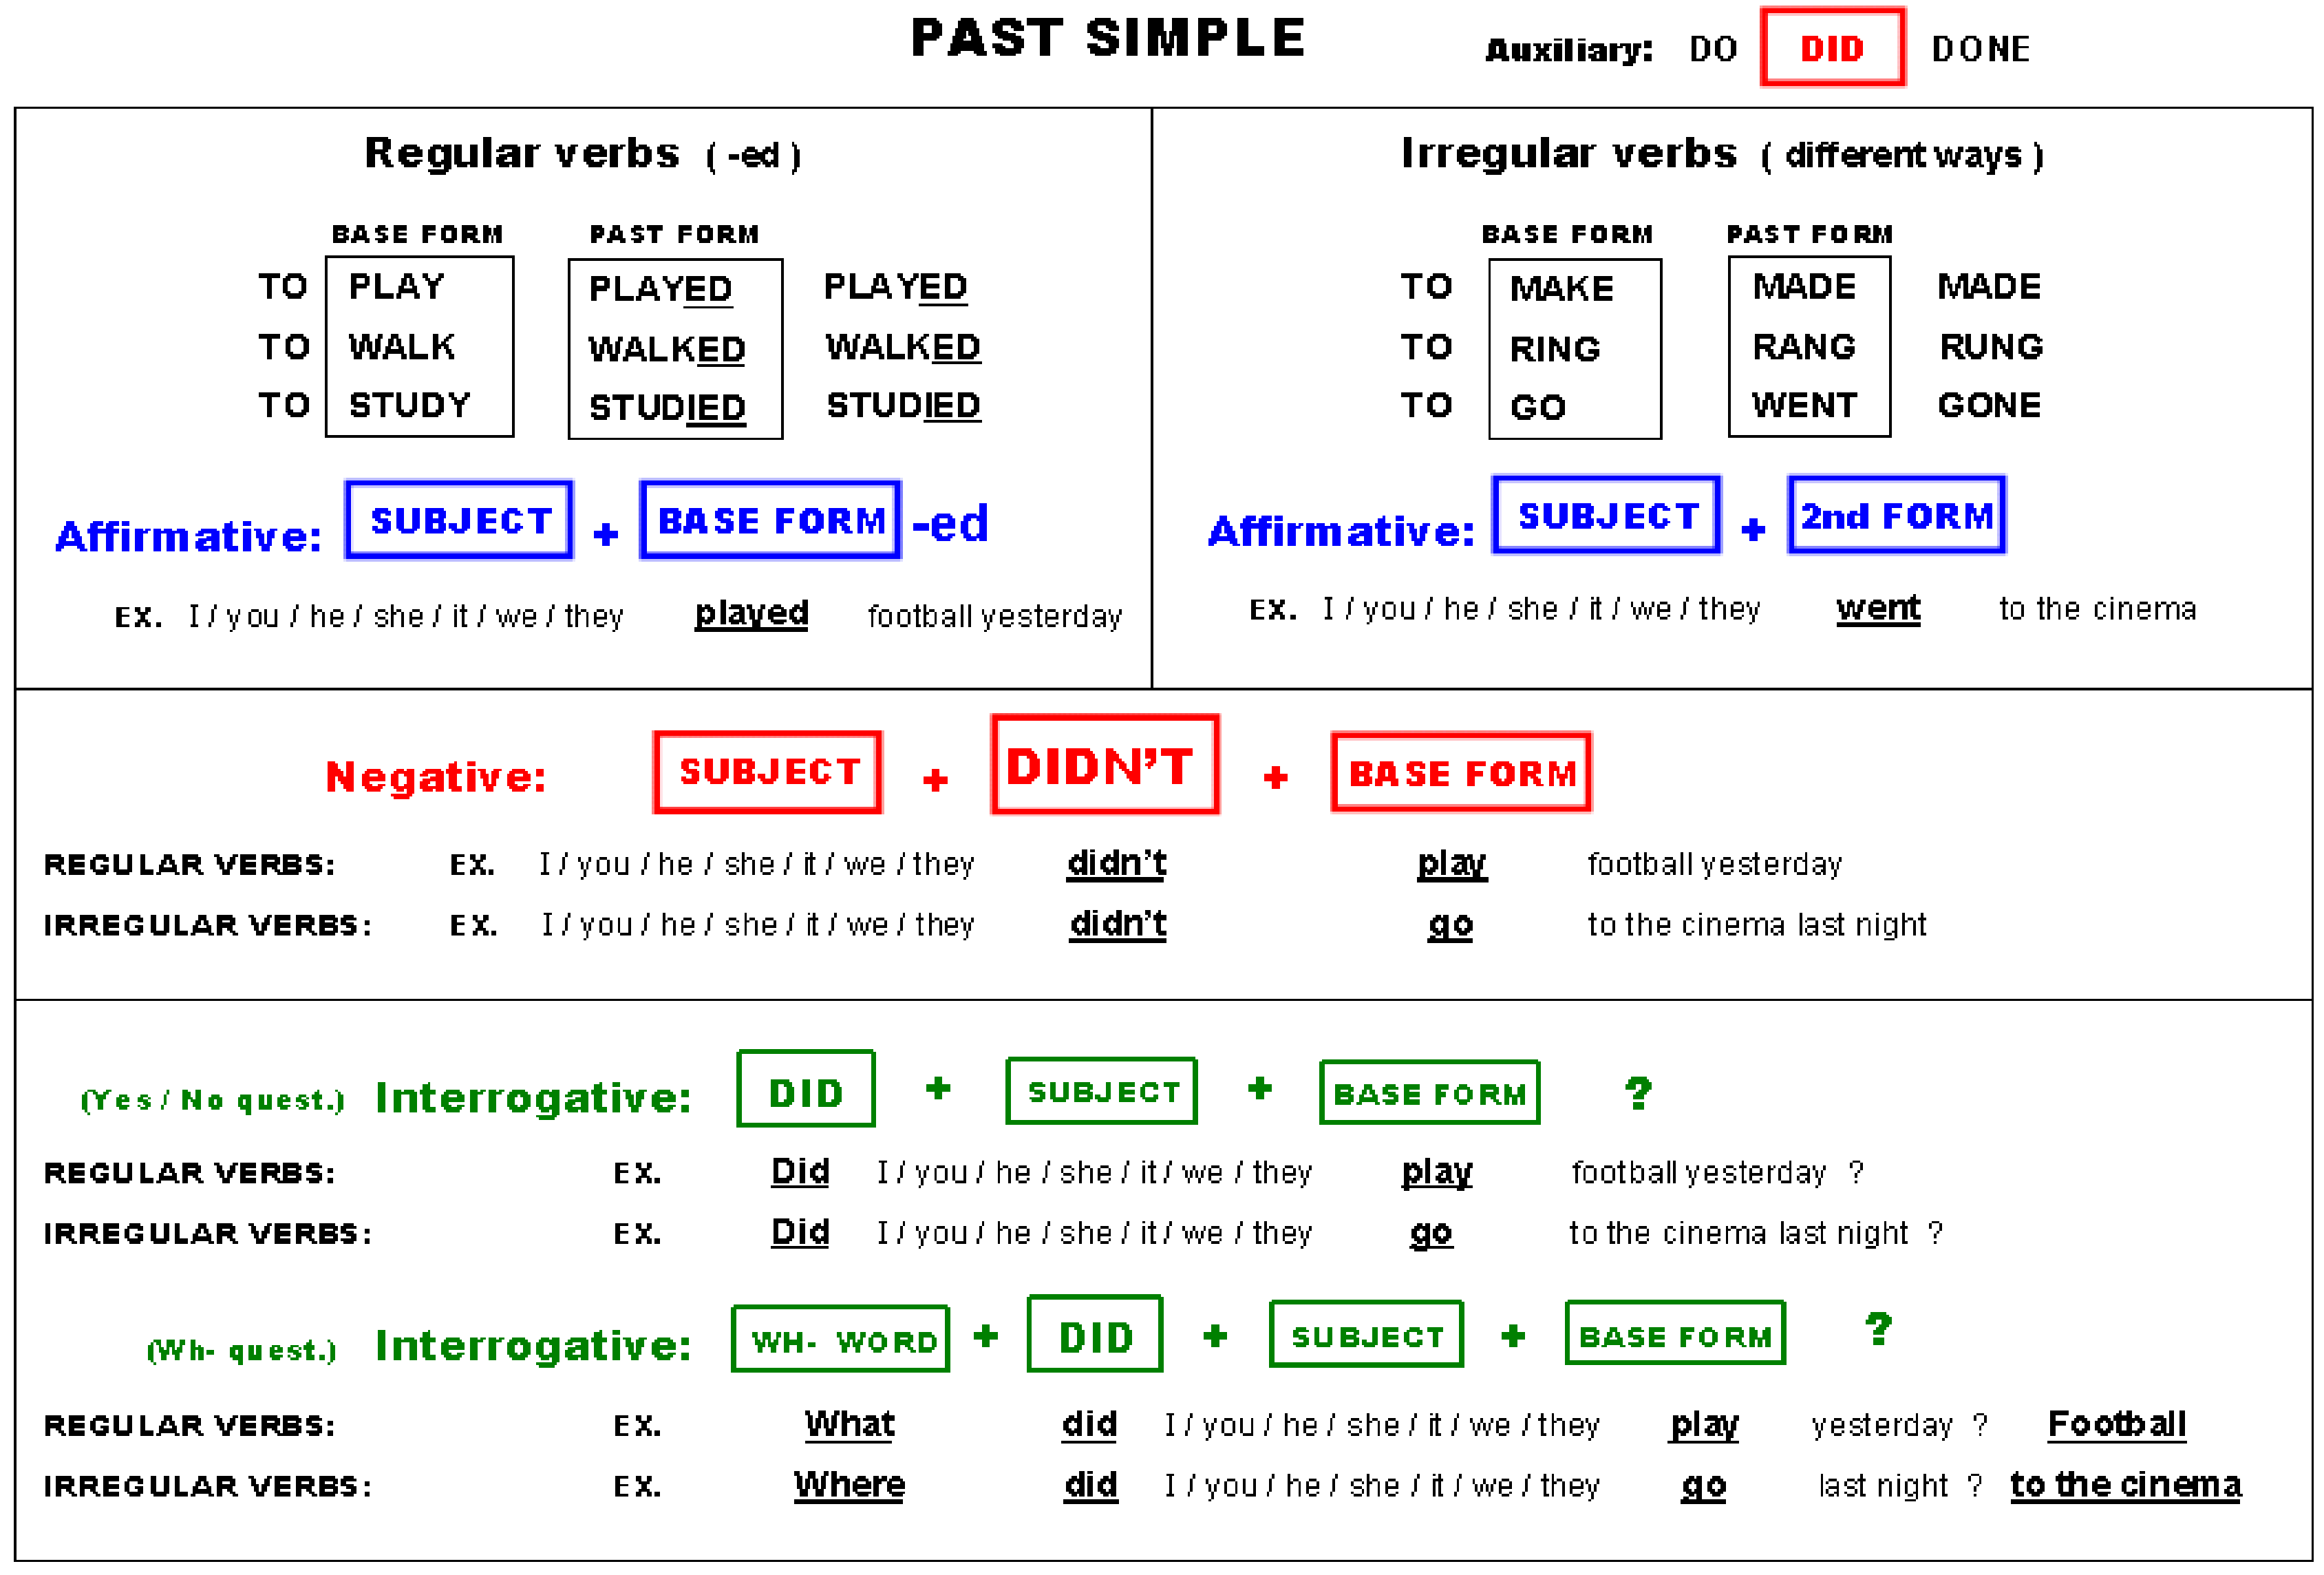 PAST SIMPLE Auxiliary: DO DID DONE
Regular verbs ( -ed )
BASE FORM PAST FORM
TO PLAY PLAYED PLAYED
TO WALK WALKED WALKED
TO STUDY STUDIED STUDIED
Affirmative: SUBJECT + BASE FORM -ed
EX. I / you / he / she / it / we / they played football yesterday
Irregular verbs ( different ways )
BASE FORM PAST FORM
TO MAKE MADE MADE
TO RING RANG RUNG
TO GO WENT GONE
Affirmative: SUBJECT + 2nd FORM
EX. I / you / he / she / it / we / they went to the cinema
Negative: SUBJECT + DIDN'T + BASE FORM
REGULAR VERBS: EX. I / you / he / she / it / we / they didn't play football yesterday
IRREGULAR VERBS: EX. I / you / he / she / it / we / they didn't go to the cinema last night
(Yes / No quest.) Interrogative: DID + SUBJECT + BASE FORM ?
REGULAR VERBS: EX. Did I / you / he / she / it / we / they play football yesterday ?
IRREGULAR VERBS: EX. Did I / you / he / she / it / we / they go to the cinema last night ?
(Wh- quest.) Interrogative: WH- WORD + DID + SUBJECT + BASE FORM ?
REGULAR VERBS: EX. What did I / you / he / she / it / we / they play yesterday ? Football
IRREGULAR VERBS: EX. Where did I / you / he / she / it / we / they go last night ? to the cinema